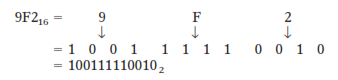 9F2₁₆ = 9 F 2
↓ ↓ ↓
= 1 0 0 1 1 1 1 1 0 0 1 0
= 100111110010₂